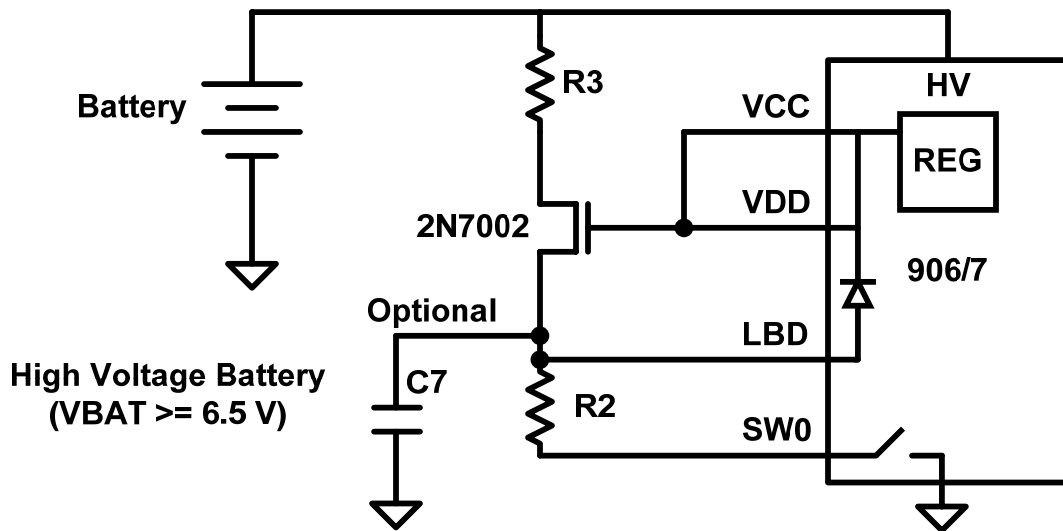 HV
R3
Battery
VCC
REG
VDD
2N7002
906/7
Optional
LBD
High Voltage Battery
(VBAT >= 6.5 V)
C7
R2
SW0